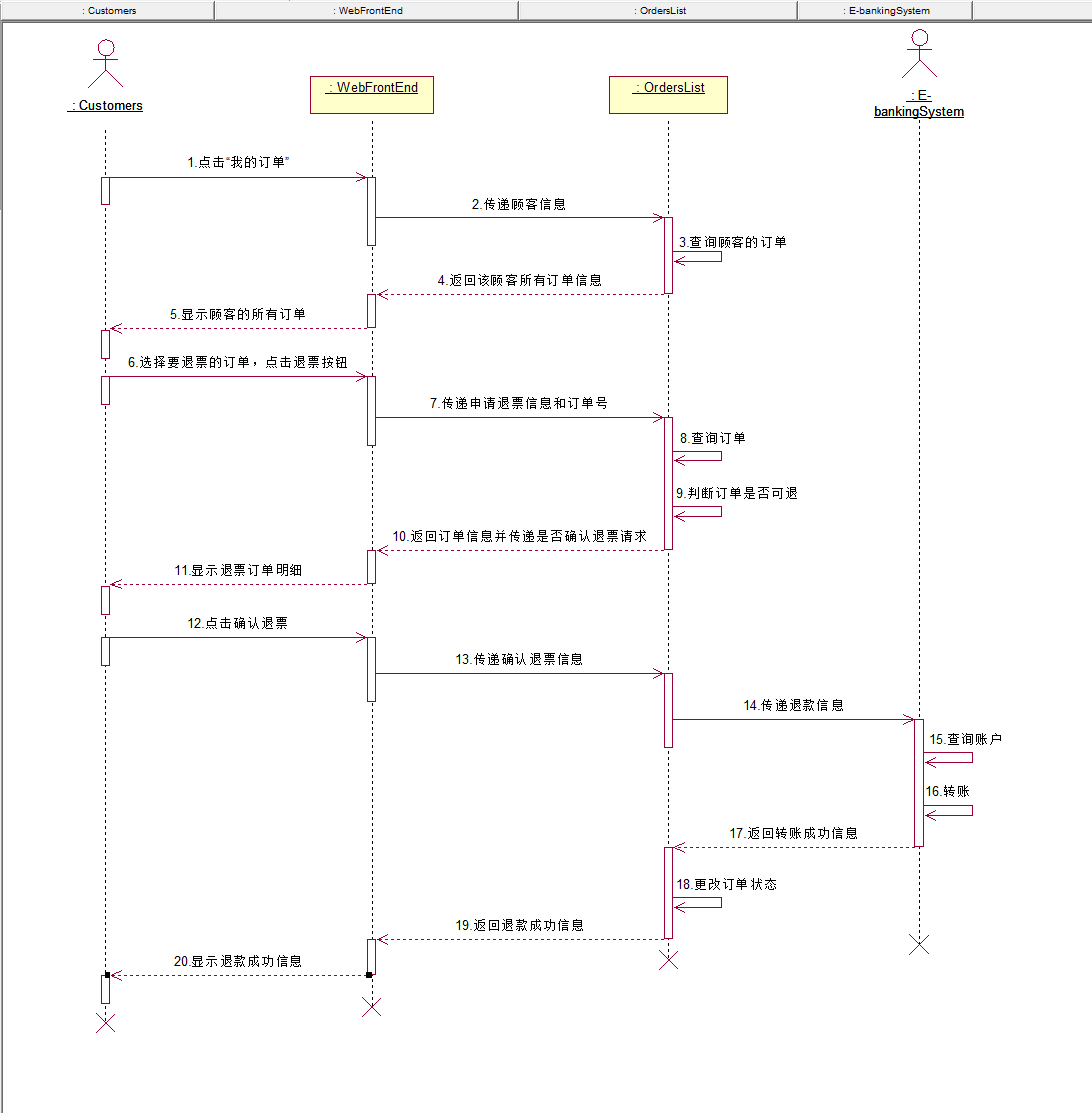 : Customers
: WebFrontEnd
: OrdersList
: E-bankingSystem
: Customers
: WebFrontEnd
: OrdersList
: E-
bankingSystem
1.点击“我的订单”
2.传递顾客信息
3.查询顾客的订单
4.返回该顾客所有订单信息
5.显示顾客的所有订单
6.选择要退票的订单，点击退票按钮
7.传递申请退票信息和订单号
8.查询订单
9.判断订单是否可退
10.返回订单信息并传递是否确认退票请求
11.显示退票订单明细
12.点击确认退票
13.传递确认退票信息
14.传递退款信息
15.查询账户
16.转账
17.返回转账成功信息
18.更改订单状态
19.返回退款成功信息
20.显示退款成功信息